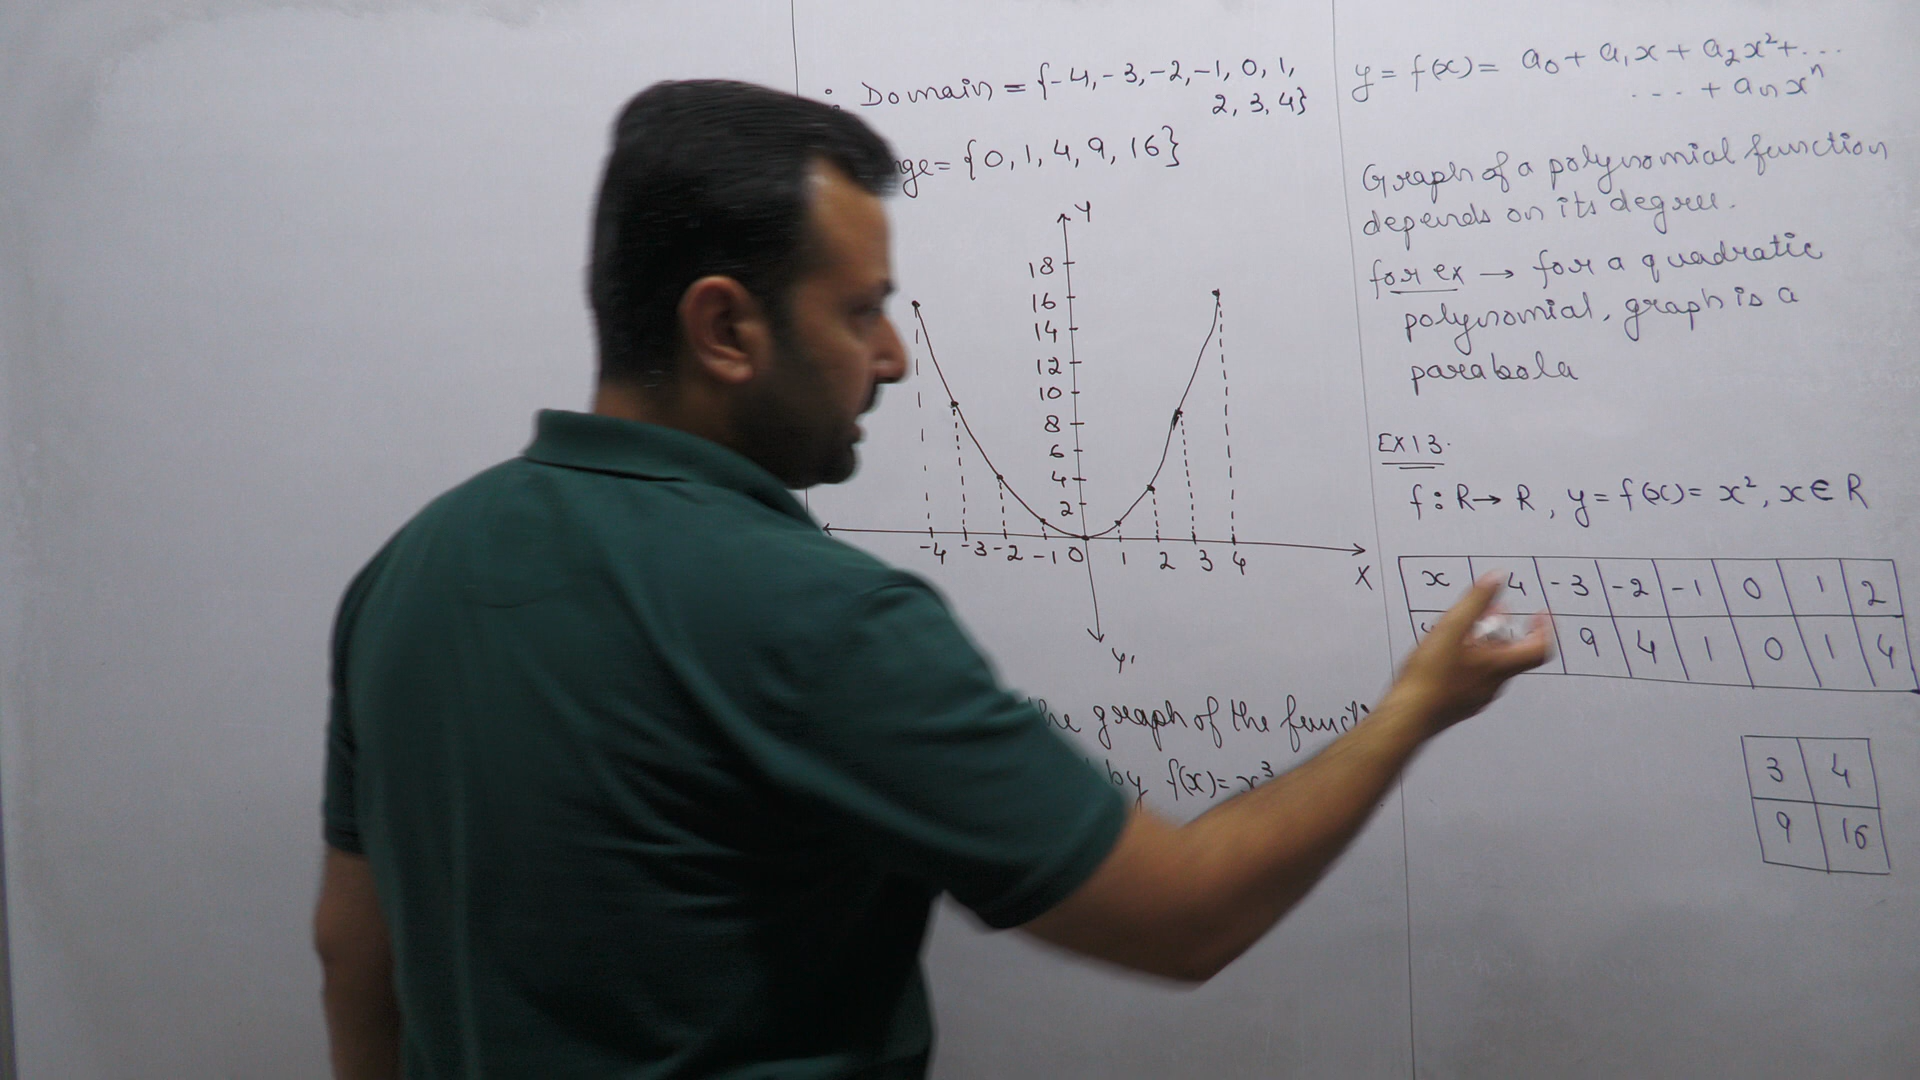 ∴ Domain = {-4, -3, -2, -1, 0, 1,
2, 3, 4}
= {0, 1, 4, 9, 16}
Y
18
16
14
12
10
8
6
4
2
-4 -3 -2 -1 0 1 2 3 4
X
Y'
the graph of the
by f(x) = x³
y = f(x) = a₀ + a₁x + a₂x² + ...
... + aₙxⁿ
Graph of a polynomial function
depends on its degree.
for ex → for a quadratic
polynomial, graph is a
parabola
EX 13.
f : R → R, y = f(x) = x², x ∈ R
x -4 -3 -2 -1 0 1 2
9 4 1 0 1 4
3 4
9 16